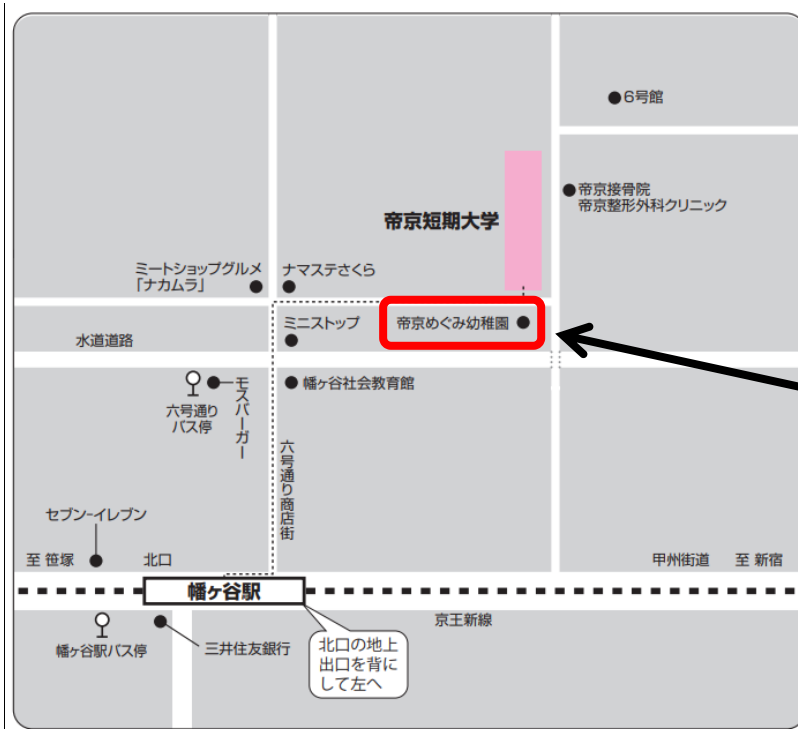 ●6号館
●帝京接骨院
帝京整形外科クリニック
帝京短期大学
ミートショップグルメ
「ナカムラ」
ナマステさくら
ミニストップ
帝京めぐみ幼稚園
水道道路
幡ヶ谷社会教育館
モスバーガー
六号通り
バス停
六号通り商店街
セブン-イレブン
至 笹塚
北口
甲州街道
至 新宿
幡ヶ谷駅
京王新線
幡ヶ谷駅バス停
三井住友銀行
北口の地上
出口を背に
して左へ